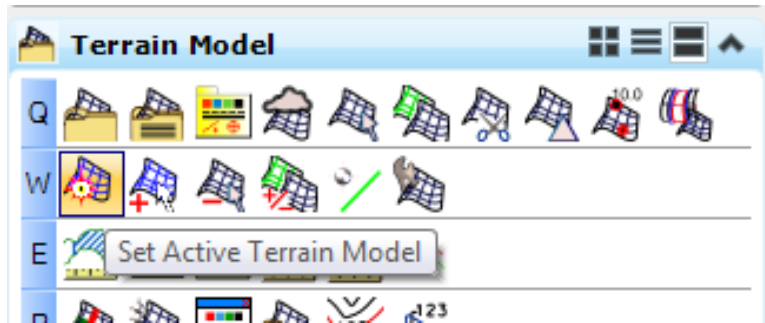 Terrain Model
Q 10.0
W
E Set Active Terrain Model
R 123